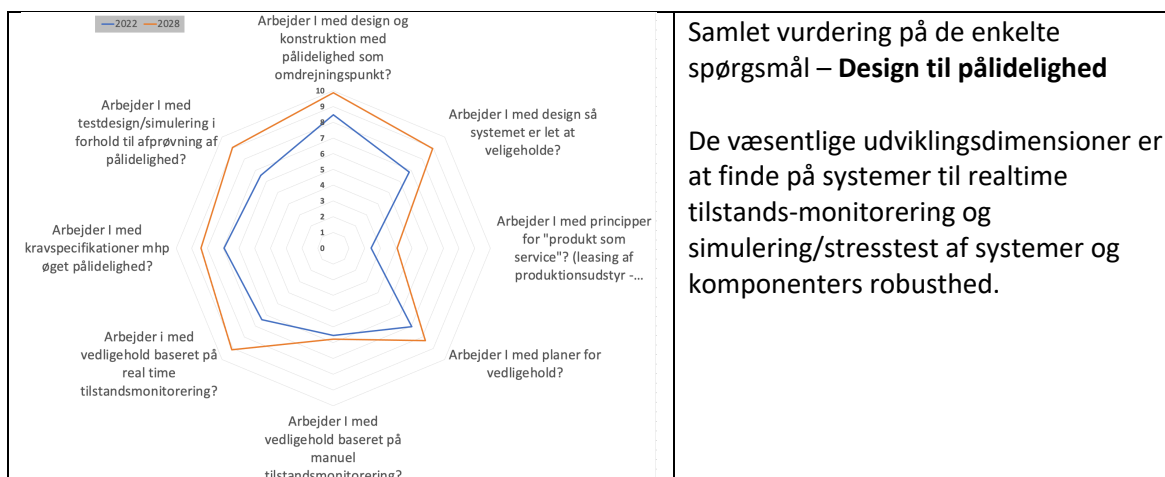 2022
2028
Arbejder I med design og
konstruktion med
pålidelighed som
omdrejningspunkt?
Arbejder I med design så
systemet er let at
veligeholde?
Arbejder I med principper
for "produkt som
service"? (leasing af
produktionsudstyr -...
Arbejder I med planer for
vedligehold?
Arbejder I med
vedligehold baseret på
manuel
tilstandsmonitorering?
Arbejder i med
vedligehold baseret på
real time
tilstandsmonitorering?
Arbejder I med
kravspecifikationer mhp
øget pålidelighed?
Arbejder I med
testdesign/simulering i
forhold til afprøvning af
pålidelighed?
10
9
8
7
6
5
4
3
2
1
0
Samlet vurdering på de enkelte
spørgsmål – Design til pålidelighed
De væsentlige udviklingsdimensioner er
at finde på systemer til realtime
tilstands-monitorering og
simulering/stresstest af systemer og
komponenters robusthed.